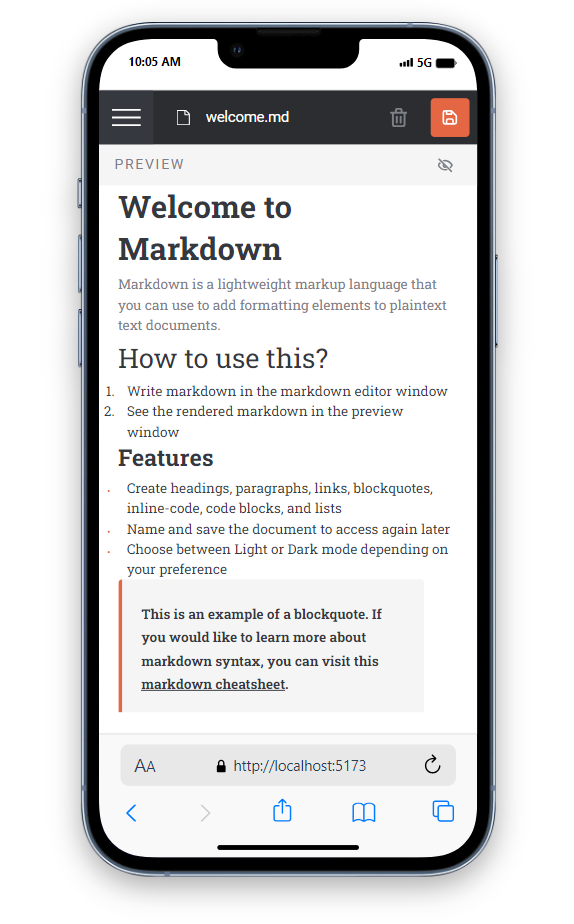 10:05 AM 5G
welcome.md
PREVIEW
Welcome to
Markdown
Markdown is a lightweight markup language that
you can use to add formatting elements to plaintext
text documents.
How to use this?
1. Write markdown in the markdown editor window
2. See the rendered markdown in the preview
window
Features
· Create headings, paragraphs, links, blockquotes,
inline-code, code blocks, and lists
· Name and save the document to access again later
· Choose between Light or Dark mode depending on
your preference
This is an example of a blockquote. If
you would like to learn more about
markdown syntax, you can visit this
markdown cheatsheet.
AA http://localhost:5173